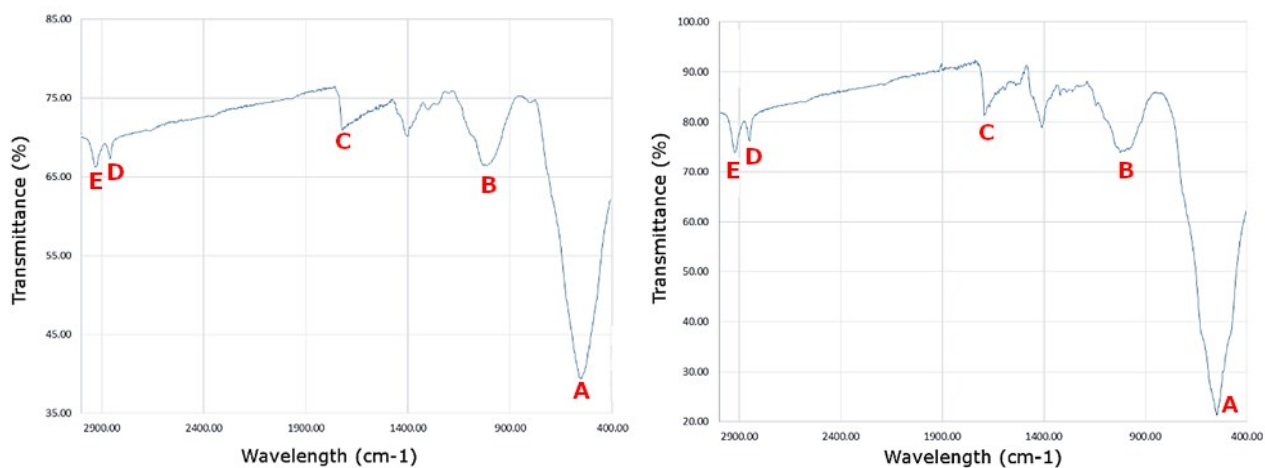 85.00
75.00
65.00
55.00
45.00
35.00
Transmittance (%)
E
D
C
B
A
2900.00 2400.00 1900.00 1400.00 900.00 400.00
Wavelength (cm-1)
100.00
90.00
80.00
70.00
60.00
50.00
40.00
30.00
20.00
Transmittance (%)
E
D
C
B
A
2900.00 2400.00 1900.00 1400.00 900.00 400.00
Wavelength (cm-1)